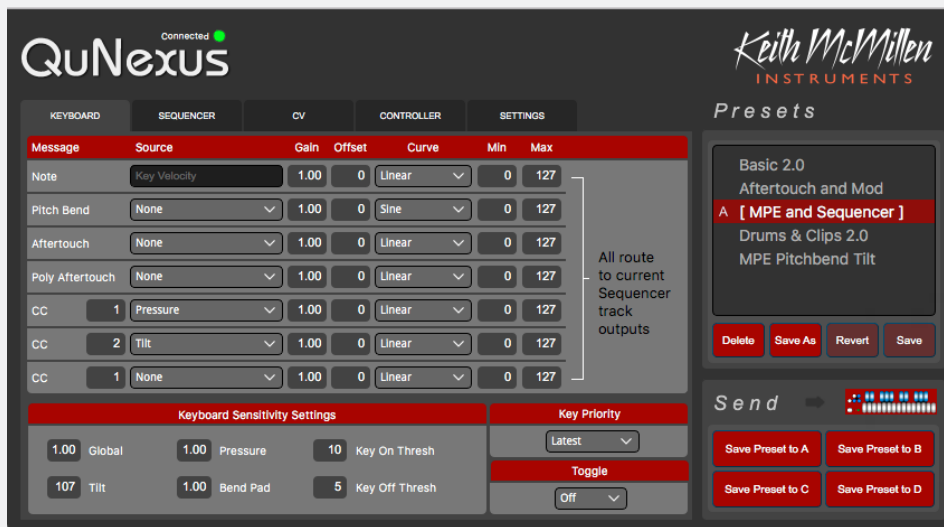 Connected
QuNexus
Keith McMillen
INSTRUMENTS
KEYBOARD SEQUENCER CV CONTROLLER SETTINGS
Message Source Gain Offset Curve Min Max
Note Key Velocity 1.00 0 Linear 0 127
Pitch Bend None 1.00 0 Sine 0 127
Aftertouch None 1.00 0 Linear 0 127
Poly Aftertouch None 1.00 0 Linear 0 127
CC 1 Pressure 1.00 0 Linear 0 127
CC 2 Tilt 1.00 0 Linear 0 127
CC 1 None 1.00 0 Linear 0 127
All route
to current
Sequencer
track
outputs
Keyboard Sensitivity Settings
1.00 Global 1.00 Pressure 10 Key On Thresh
107 Tilt 1.00 Bend Pad 5 Key Off Thresh
Key Priority
Latest
Toggle
Off
Presets
Basic 2.0
Aftertouch and Mod
A [ MPE and Sequencer ]
Drums & Clips 2.0
MPE Pitchbend Tilt
Delete Save As Revert Save
Send
Save Preset to A Save Preset to B
Save Preset to C Save Preset to D